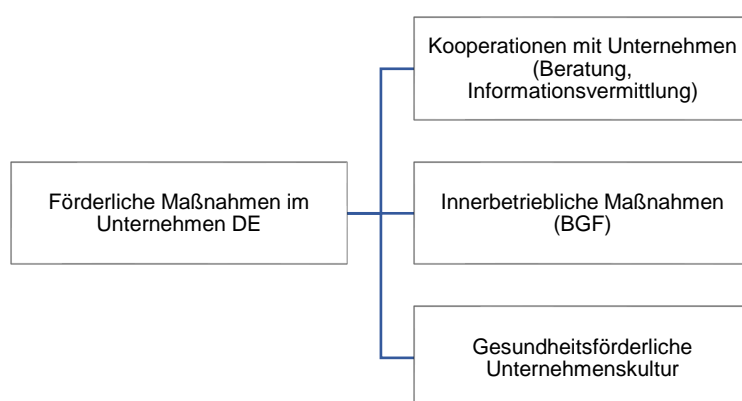 Kooperationen mit Unternehmen
(Beratung,
Informationsvermittlung)
Förderliche Maßnahmen im
Unternehmen DE
Innerbetriebliche Maßnahmen
(BGF)
Gesundheitsförderliche
Unternehmenskultur